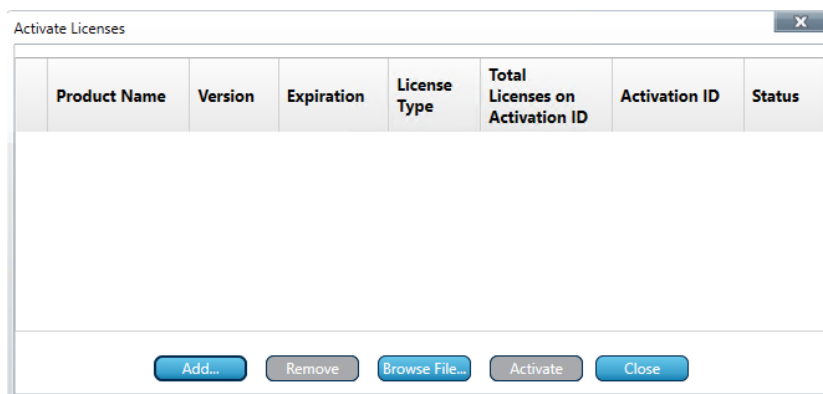 Activate Licenses
Product Name Version Expiration License Type Total Licenses on Activation ID Activation ID Status
Add... Remove Browse File... Activate Close